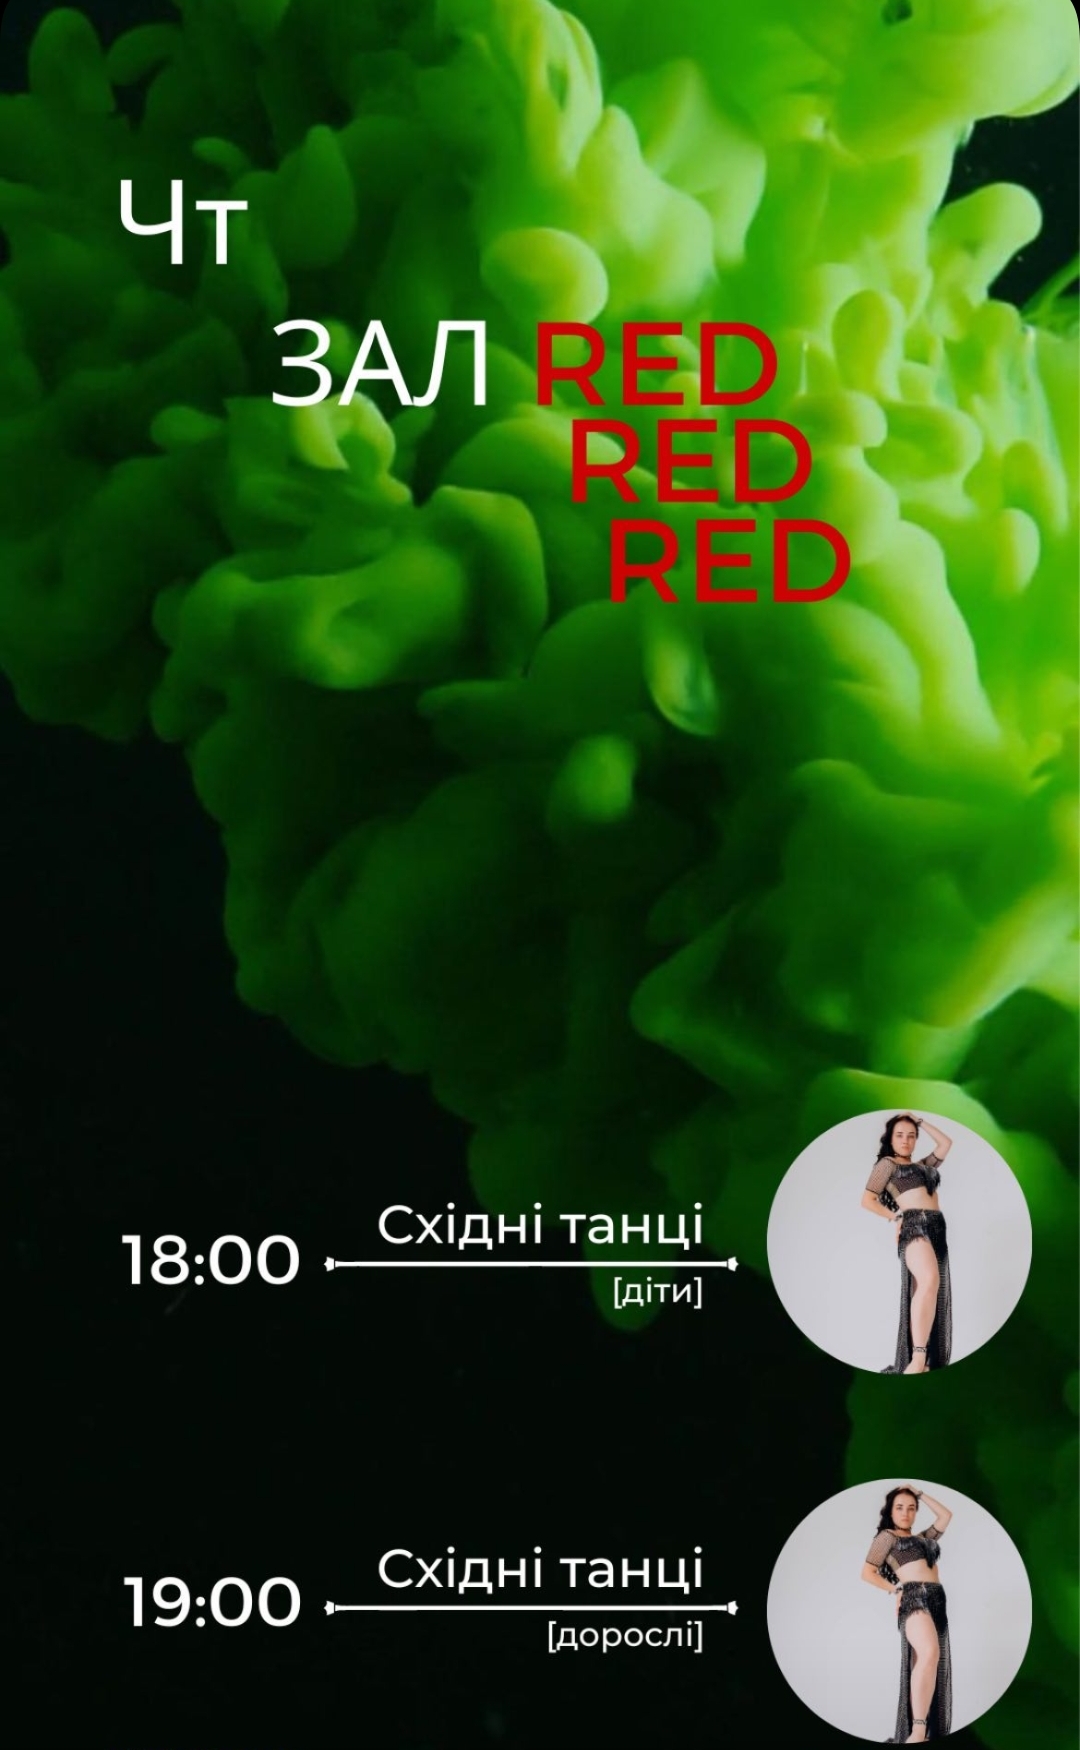 Чт
ЗАЛ RED
RED
RED
18:00
Східні танці
[діти]
19:00
Східні танці
[дорослі]